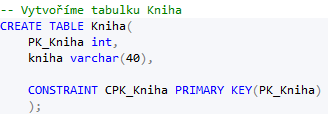 -- Vytvoříme tabulku Kniha
CREATE TABLE Kniha(
PK_Kniha int,
kniha varchar(40),
CONSTRAINT CPK_Kniha PRIMARY KEY(PK_Kniha)
);